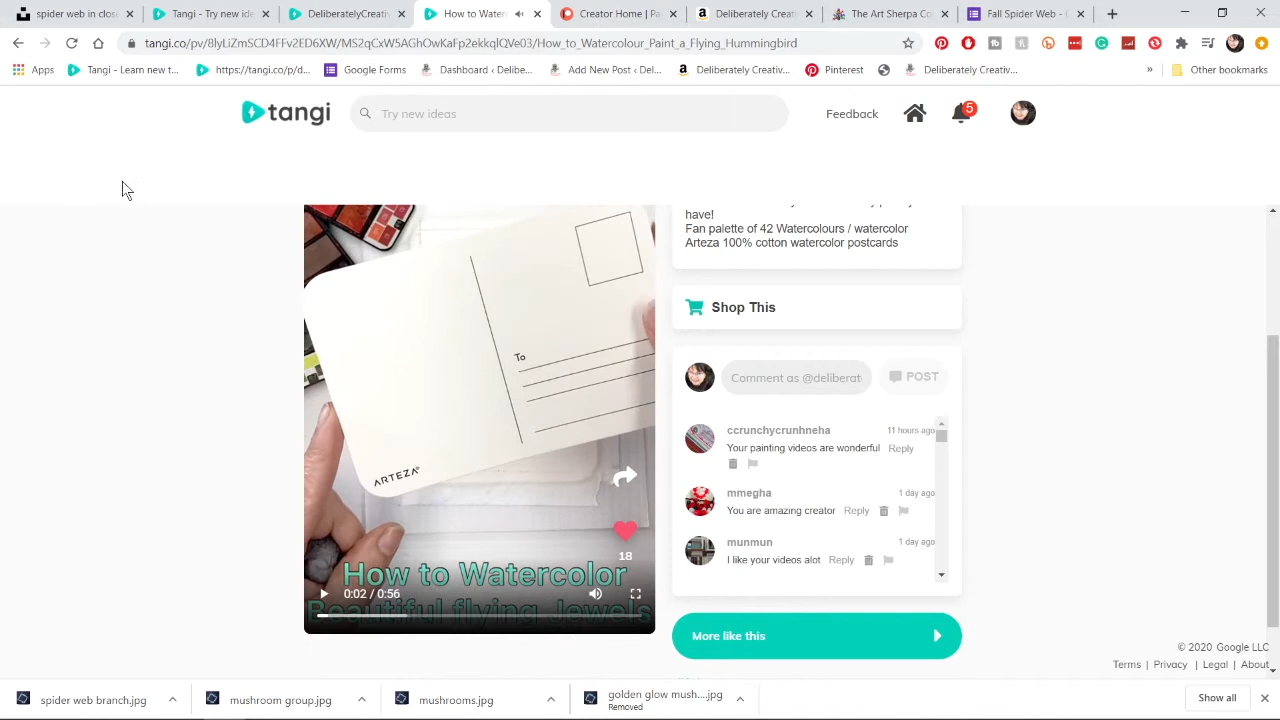 spider web in close
Tangi - Try new ide
DeliberatelyCreativ
How to Water
Creator Home | Pa
Deliberately Creativ
The Art Sherpa Co
Fall Spider Web - G
tangi.co/pv/8lyLiZmSCD4FFv2ED6XW/MS2CsxW5AGhOwKaPp2ekkqlQVe03/How_to_Watercolour_Paint_a_Flying_Hummingbird
Apps
Tangi - Learn new t...
https://tangi.co/p/d...
Google Forms
Dashboard ‹ Delibe...
Add New Post ‹ Del...
Deliberately Creativ...
Pinterest
Deliberately Creativ...
»
Other bookmarks
tangi
Try new ideas
Feedback
5
have!
Fan palette of 42 Watercolours / watercolor
Arteza 100% cotton watercolor postcards
Shop This
To
ARTEZA®
18
How to Watercolor
Beautiful flying Jewels
0:02 / 0:56
Comment as @deliberat
POST
ccrunchycrunhneha
11 hours ago
Your painting videos are wonderful Reply
mmegha
1 day ago
You are amazing creator Reply
munmun
1 day ago
I like your videos alot Reply
More like this
© 2020 Google LLC
Terms | Privacy | Legal | About
spider web branch.jpg
mushroom group.jpg
mushrooms.jpg
golden glow mush....jpg
Removed
Show all